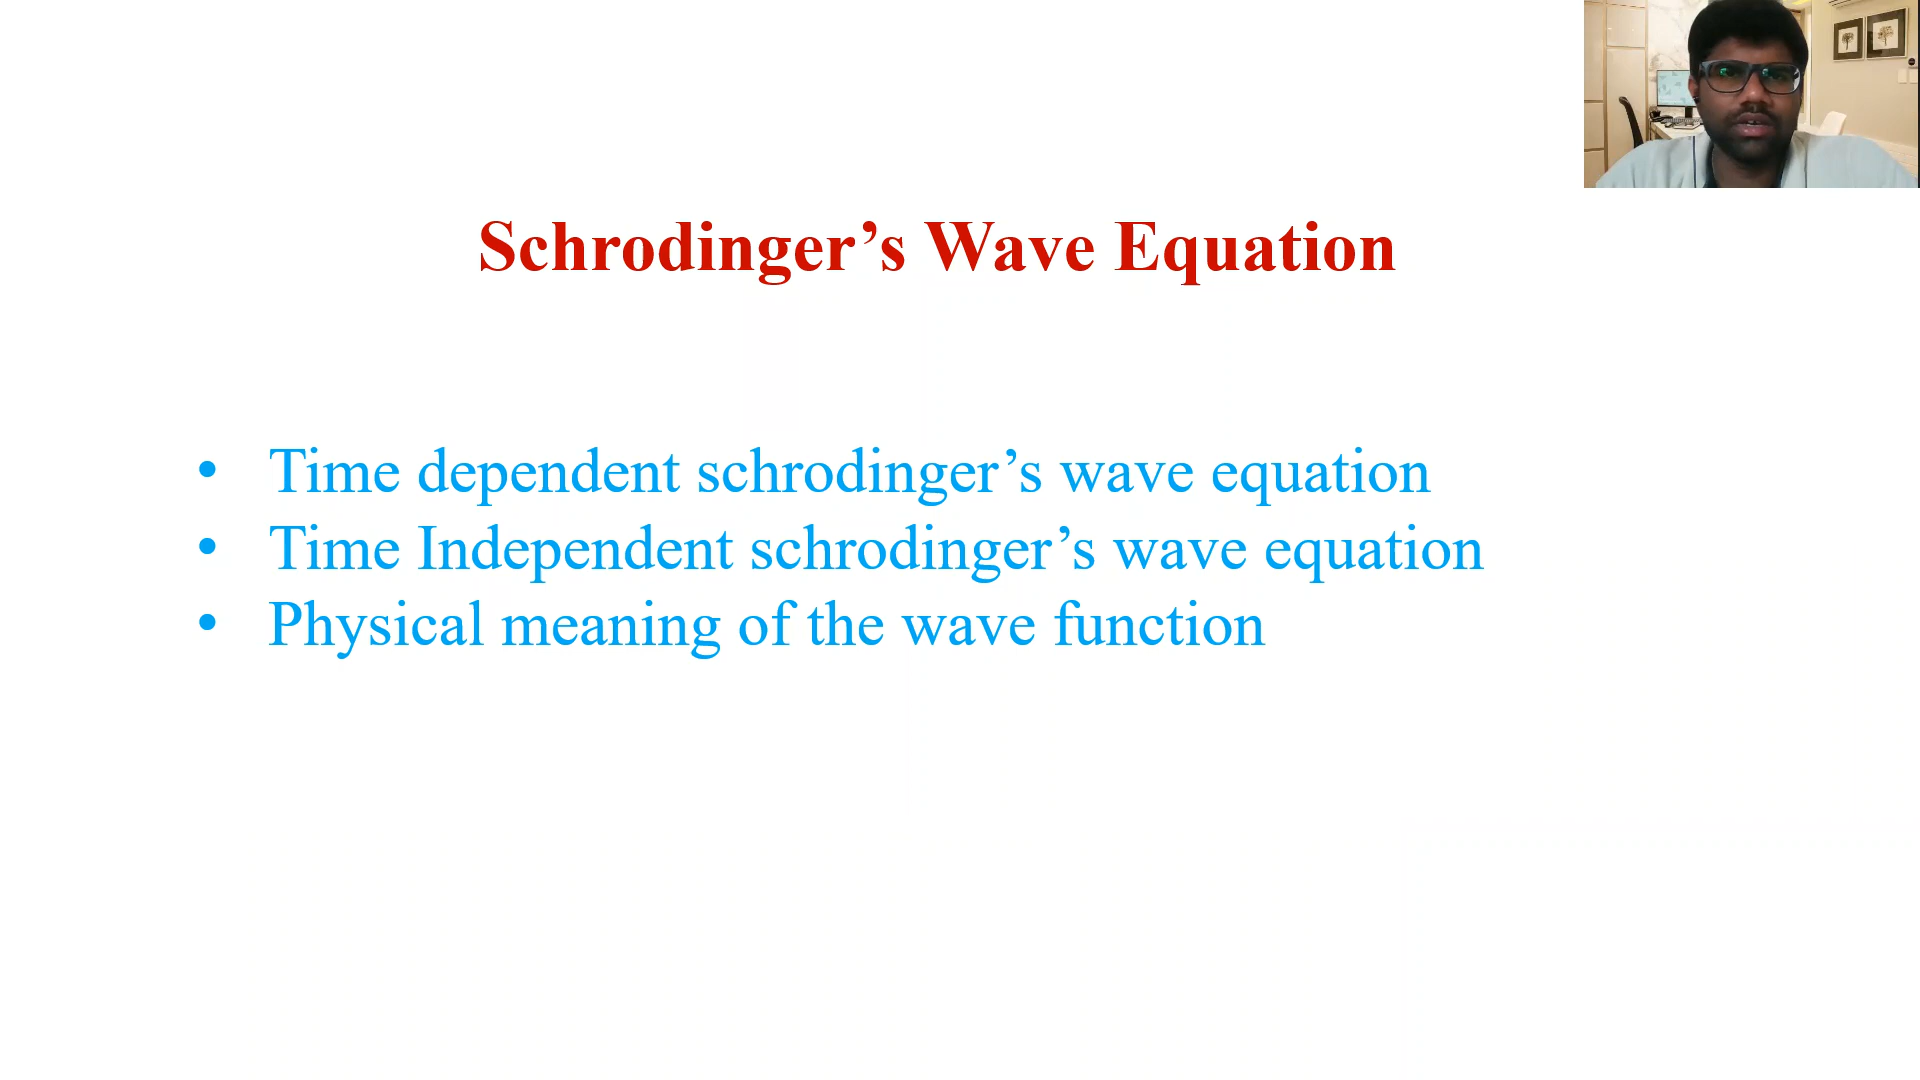 Schrodinger’s Wave Equation
• Time dependent schrodinger’s wave equation
• Time Independent schrodinger’s wave equation
• Physical meaning of the wave function